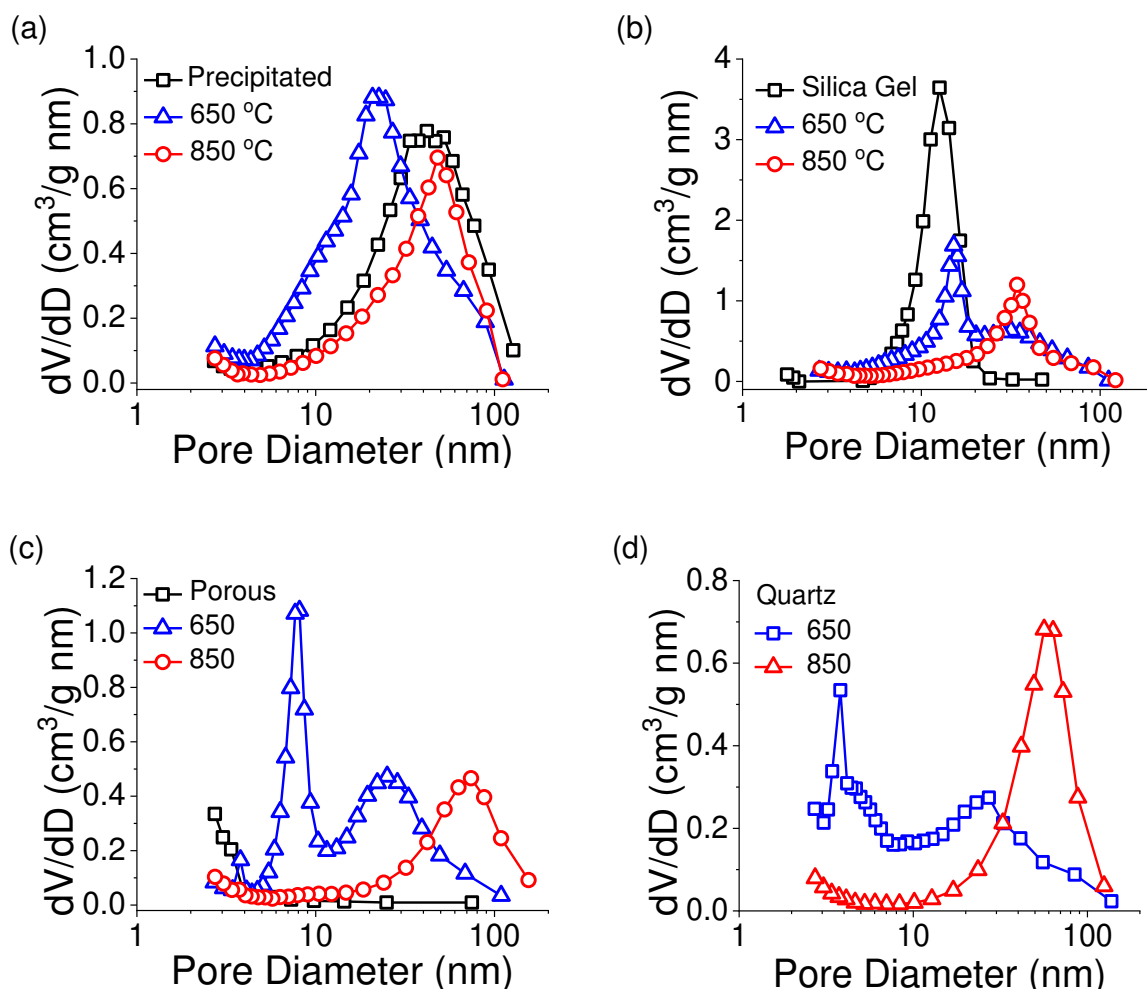 (a)
1.0
0.8
0.6
0.4
0.2
0.0
dV/dD (cm³/g nm)
Precipitated
650 °C
850 °C
1
10
100
Pore Diameter (nm)
(b)
4
3
2
1
0
dV/dD (cm³/g nm)
Silica Gel
650 °C
850 °C
1
10
100
Pore Diameter (nm)
(c)
1.2
1.0
0.8
0.6
0.4
0.2
0.0
dV/dD (cm³/g nm)
Porous
650
850
1
10
100
Pore Diameter (nm)
(d)
0.8
0.6
0.4
0.2
0.0
dV/dD (cm³/g nm)
Quartz
650
850
1
10
100
Pore Diameter (nm)